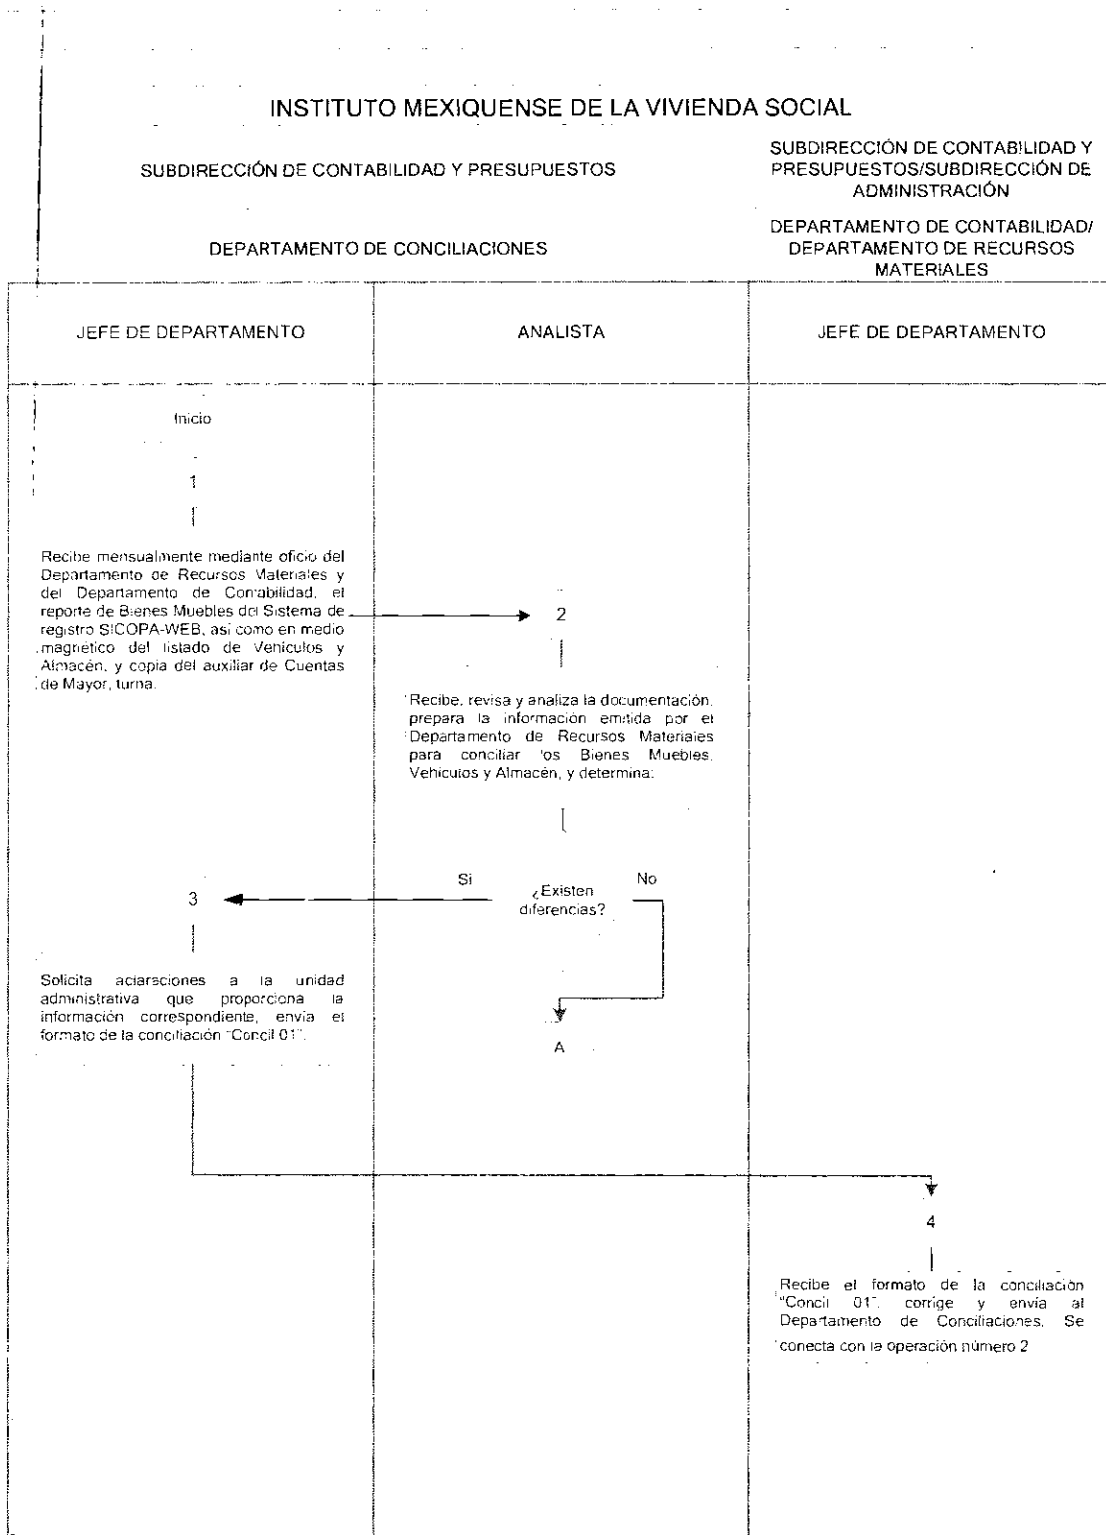 INSTITUTO MEXIQUENSE DE LA VIVIENDA SOCIAL
SUBDIRECCIÓN DE CONTABILIDAD Y PRESUPUESTOS
SUBDIRECCIÓN DE CONTABILIDAD Y
PRESUPUESTOS/SUBDIRECCIÓN DE
ADMINISTRACIÓN
DEPARTAMENTO DE CONCILIACIONES
DEPARTAMENTO DE CONTABILIDAD/
DEPARTAMENTO DE RECURSOS
MATERIALES
JEFE DE DEPARTAMENTO
ANALISTA
JEFE DE DEPARTAMENTO
Inicio
1
Recibe mensualmente mediante oficio del
Departamento de Recursos Materiales y
del Departamento de Contabilidad, el
reporte de Bienes Muebles del Sistema de
registro SICOPA-WEB, así como en medio
magnético del listado de Vehículos y
Almacén, y copia del auxiliar de Cuentas
de Mayor, turna.
2
Recibe, revisa y analiza la documentación,
prepara la información emitida por el
Departamento de Recursos Materiales
para conciliar los Bienes Muebles,
Vehículos y Almacén, y determina:
Si
¿Existen
diferencias?
No
3
Solicita aclaraciones a la unidad
administrativa que proporciona la
información correspondiente, envía el
formato de la conciliación "Concil 01".
A
4
Recibe el formato de la conciliación
"Concil 01", corrige y envía al
Departamento de Conciliaciones. Se
conecta con la operación número 2